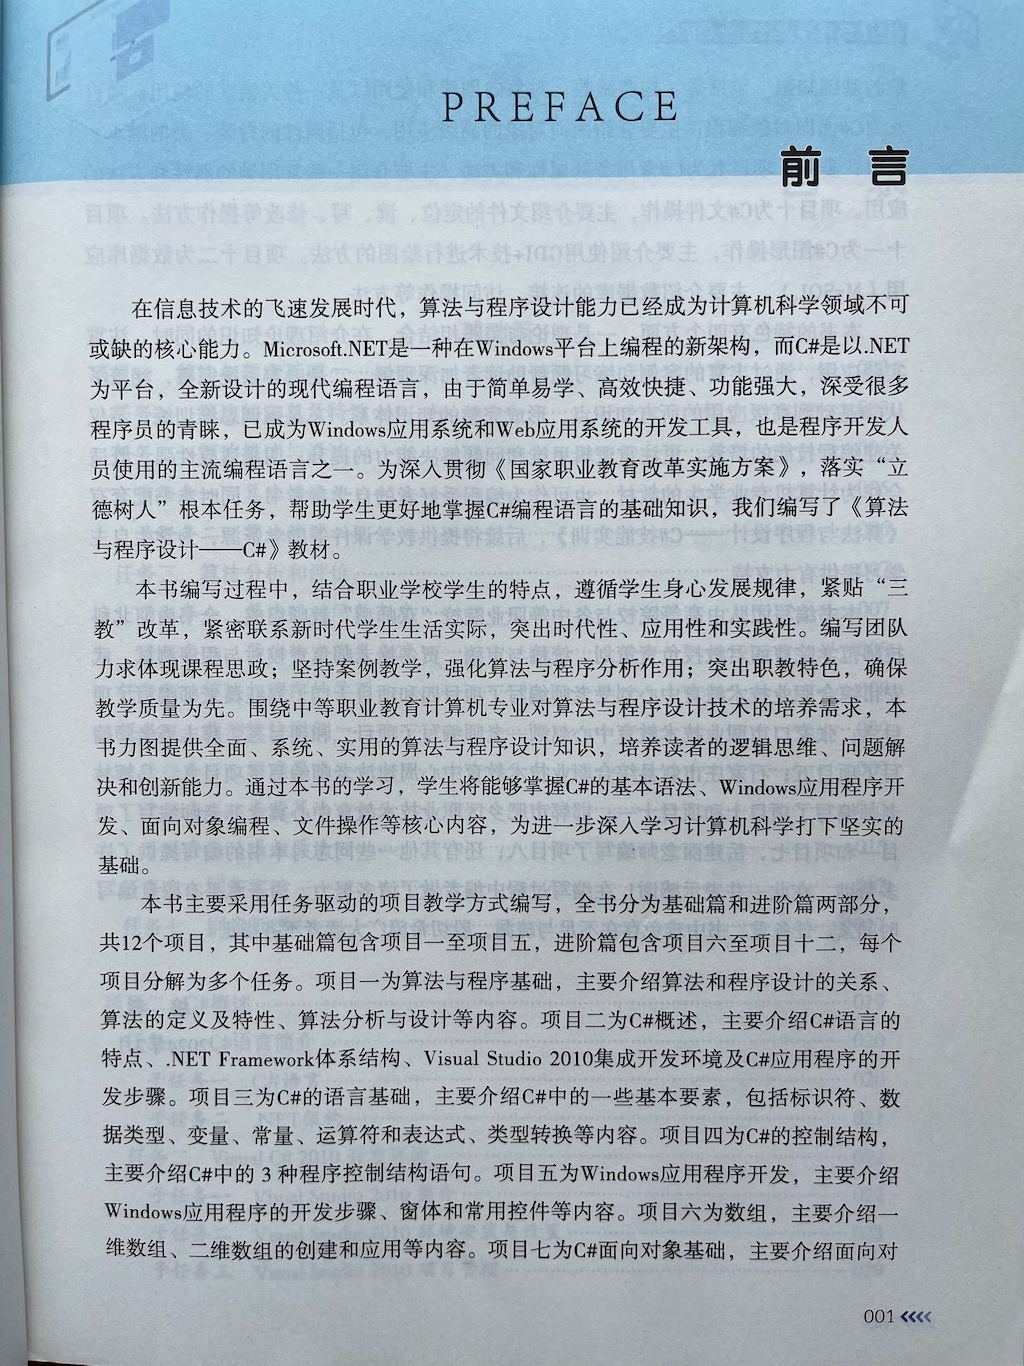 PREFACE
前 言
在信息技术的飞速发展时代，算法与程序设计能力已经成为计算机科学领域不可
或缺的核心能力。Microsoft.NET是一种在Windows平台上编程的新架构，而C#是以.NET
为平台，全新设计的现代编程语言，由于简单易学、高效快捷、功能强大，深受很多
程序员的青睐，已成为Windows应用系统和Web应用系统的开发工具，也是程序开发人
员使用的主流编程语言之一。为深入贯彻《国家职业教育改革实施方案》，落实“立
德树人”根本任务，帮助学生更好地掌握C#编程语言的基础知识，我们编写了《算法
与程序设计——C#》教材。
本书编写过程中，结合职业学校学生的特点，遵循学生身心发展规律，紧贴“三
教”改革，紧密联系新时代学生生活实际，突出时代性、应用性和实践性。编写团队
力求体现课程思政；坚持案例教学，强化算法与程序分析作用；突出职教特色，确保
教学质量为先。围绕中等职业教育计算机专业对算法与程序设计技术的培养需求，本
书力图提供全面、系统、实用的算法与程序设计知识，培养读者的逻辑思维、问题解
决和创新能力。通过本书的学习，学生将能够掌握C#的基本语法、Windows应用程序开
发、面向对象编程、文件操作等核心内容，为进一步深入学习计算机科学打下坚实的
基础。
本书主要采用任务驱动的项目教学方式编写，全书分为基础篇和进阶篇两部分，
共12个项目，其中基础篇包含项目一至项目五，进阶篇包含项目六至项目十二，每个
项目分解为多个任务。项目一为算法与程序基础，主要介绍算法和程序设计的关系、
算法的定义及特性、算法分析与设计等内容。项目二为C#概述，主要介绍C#语言的
特点、.NET Framework体系结构、Visual Studio 2010集成开发环境及C#应用程序的开
发步骤。项目三为C#的语言基础，主要介绍C#中的一些基本要素，包括标识符、数
据类型、变量、常量、运算符和表达式、类型转换等内容。项目四为C#的控制结构，
主要介绍C#中的 3 种程序控制结构语句。项目五为Windows应用程序开发，主要介绍
Windows应用程序的开发步骤、窗体和常用控件等内容。项目六为数组，主要介绍一
维数组、二维数组的创建和应用等内容。项目七为C#面向对象基础，主要介绍面向对
001